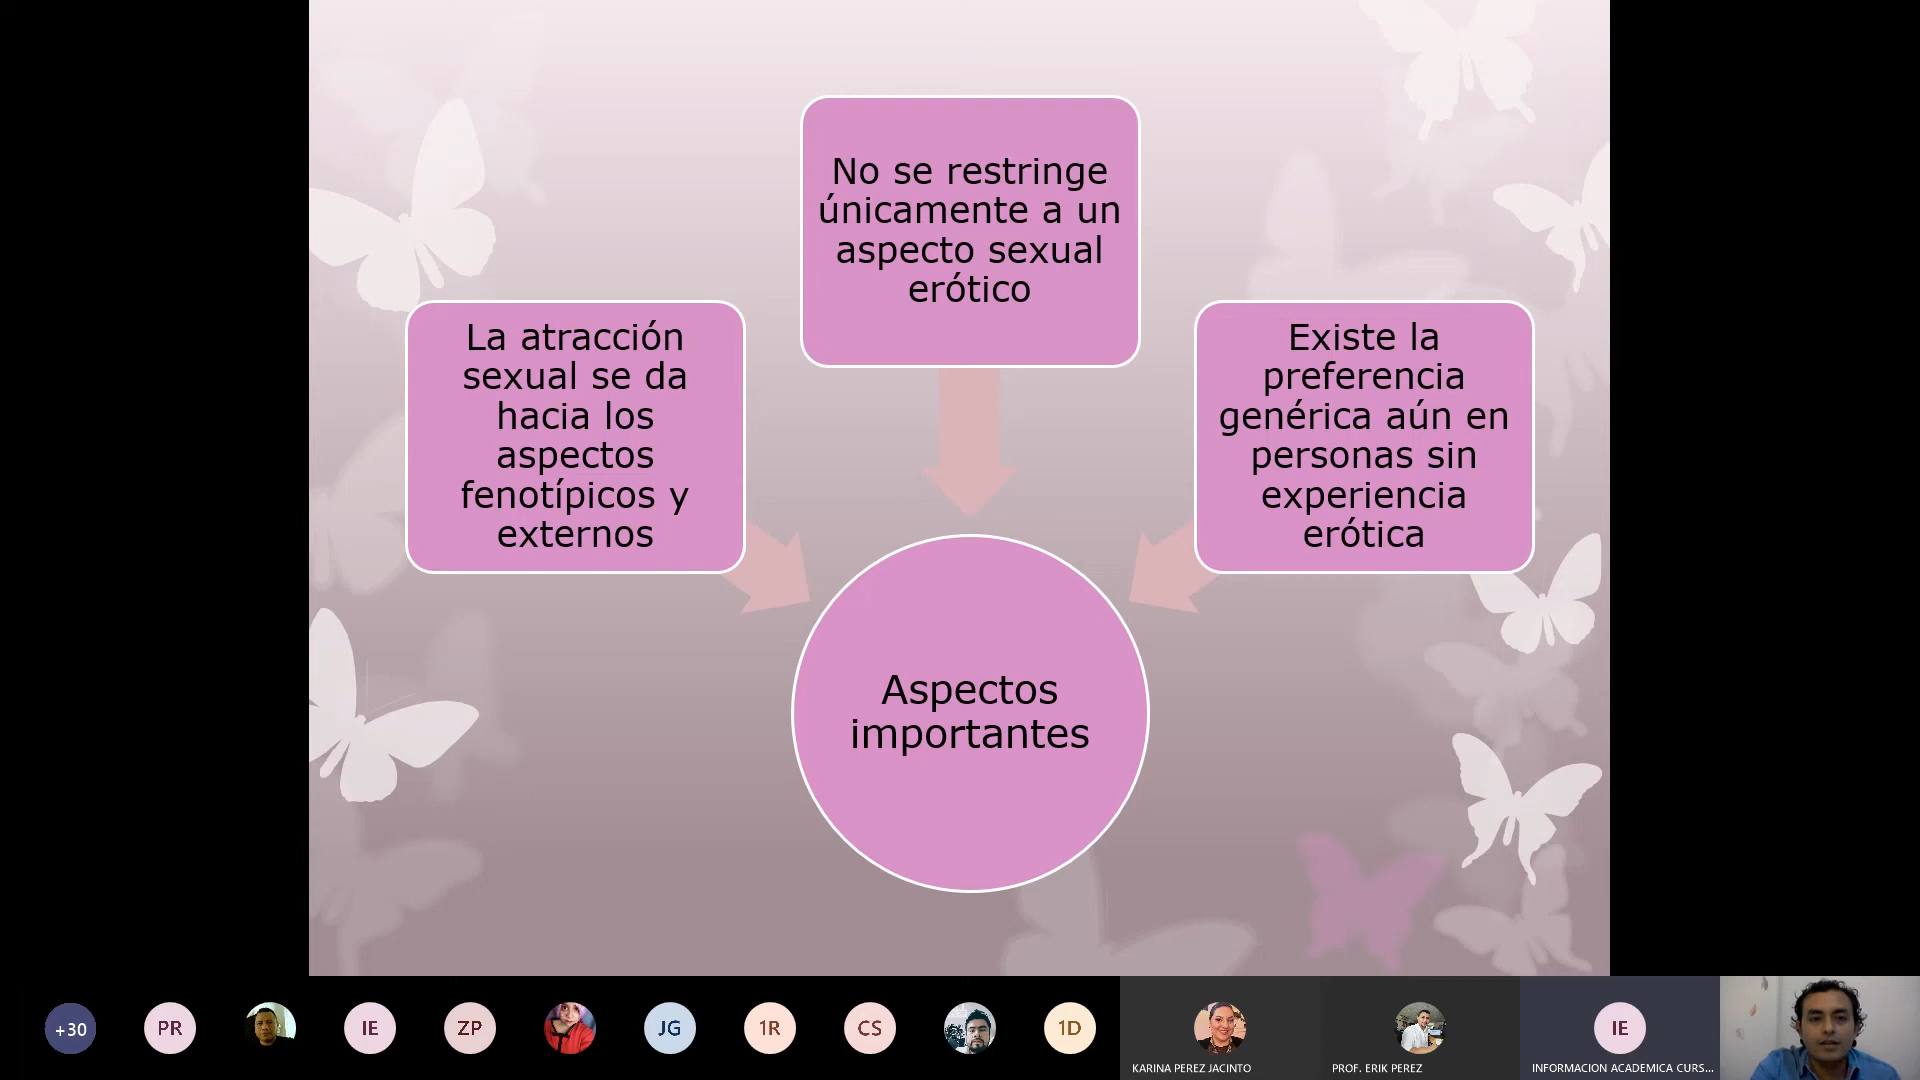 No se restringe
únicamente a un
aspecto sexual
erótico
La atracción
sexual se da
hacia los
aspectos
fenotípicos y
externos
Existe la
preferencia
genérica aún en
personas sin
experiencia
erótica
Aspectos
importantes
+30
PR
IE
ZP
JG
1R
CS
1D
KARINA PEREZ JACINTO
PROF. ERIK PEREZ
IE
INFORMACION ACADEMICA CURS...